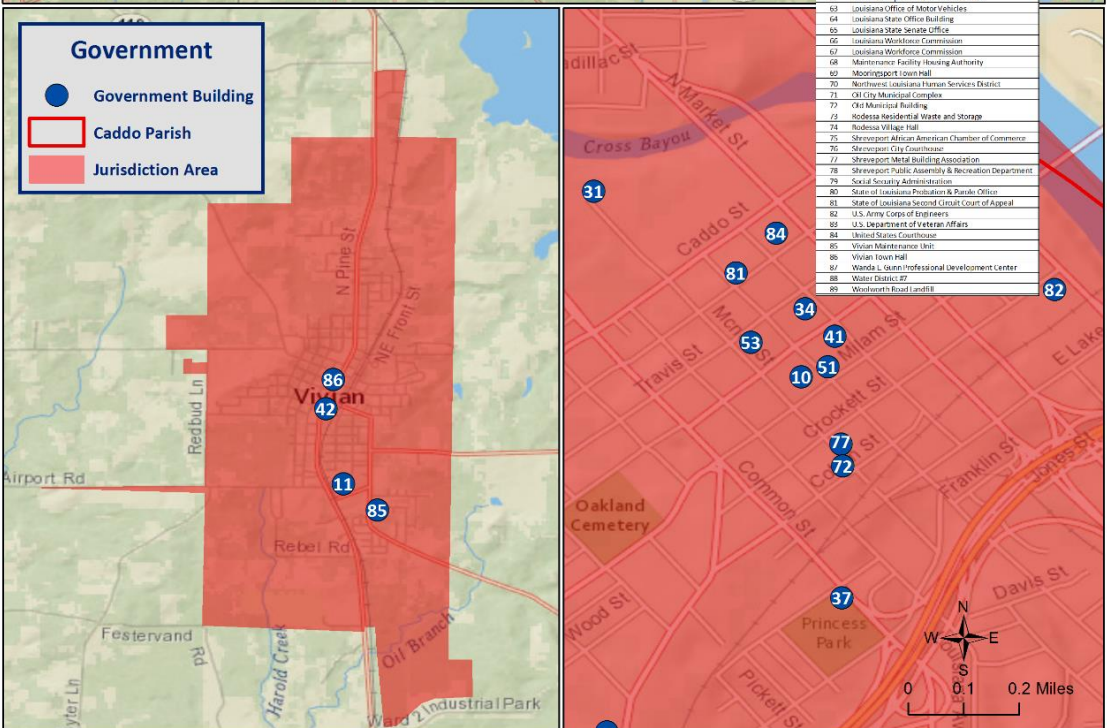 Government
Government Building
Caddo Parish
Jurisdiction Area
N Pine St
NE Front St
86
Vivian
42
Redbud Ln
Airport Rd
11
85
Rebel Rd
Festervand
Rd
Harold Creek
Oil Branch
yter Ln
Ward 2 Industrial Park
63 Louisiana Office of Motor Vehicles
64 Louisiana State Office Building
65 Louisiana State Senate Office
66 Louisiana Workforce Commission
67 Louisiana Workforce Commission
68 Maintenance Facility Housing Authority
69 Mooringsport Town Hall
70 Northwest Louisiana Human Services District
71 Oil City Municipal Complex
72 Old Municipal Building
73 Rodessa Residential Waste and Storage
74 Rodessa Village Hall
75 Shreveport African American Chamber of Commerce
76 Shreveport City Courthouse
77 Shreveport Metal Building Association
78 Shreveport Public Assembly & Recreation Department
79 Social Security Administration
80 State of Louisiana Probation & Parole Office
81 State of Louisiana Second Circuit Court of Appeal
82 U.S. Army Corps of Engineers
83 U.S. Department of Veteran Affairs
84 United States Courthouse
85 Vivian Maintenance Unit
86 Vivian Town Hall
87 Wanda L. Gunn Professional Development Center
88 Water District #7
89 Woolworth Road Landfill
adillac St
N Market St
Cross Bayou
31
Caddo St
84
81
82
34
McN St
53
41
Milam St
E Lake
Travis St
51
10
Crockett St
77
72
Franklin St
Jones St
Common St
Oakland
Cemetery
37
Davis St
Wood St
Princess
Park
Pickett St
N
W E
S
0 0.1 0.2 Miles